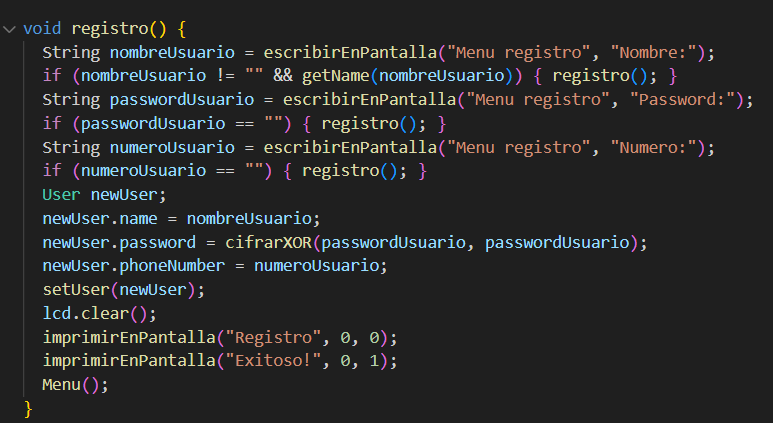 void registro() {
String nombreUsuario = escribirEnPantalla("Menu registro", "Nombre:");
if (nombreUsuario != "" && getName(nombreUsuario)) { registro(); }
String passwordUsuario = escribirEnPantalla("Menu registro", "Password:");
if (passwordUsuario == "") { registro(); }
String numeroUsuario = escribirEnPantalla("Menu registro", "Numero:");
if (numeroUsuario == "") { registro(); }
User newUser;
newUser.name = nombreUsuario;
newUser.password = cifrarXOR(passwordUsuario, passwordUsuario);
newUser.phoneNumber = numeroUsuario;
setUser(newUser);
lcd.clear();
imprimirEnPantalla("Registro", 0, 0);
imprimirEnPantalla("Exitoso!", 0, 1);
Menu();
}